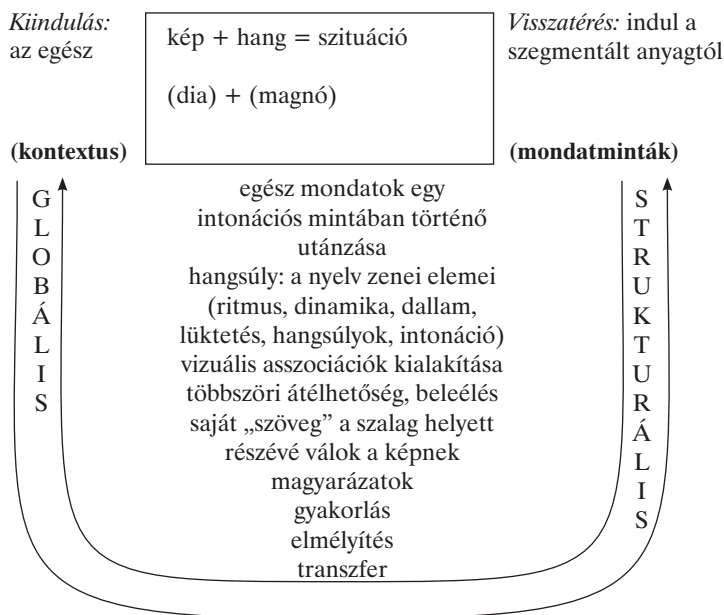 Kiindulás:
az egész
kép + hang = szituáció
(dia) + (magnó)
Visszatérés: indul a
szegmentált anyagtól
(kontextus)
(mondatminták)
GLOBÁLIS
egész mondatok egy
intonációs mintában történő
utánzása
hangsúly: a nyelv zenei elemei
(ritmus, dinamika, dallam,
lüktetés, hangsúlyok, intonáció)
vizuális asszociációk kialakítása
többszöri átélhetőség, beleélés
saját „szöveg” a szalag helyett
részévé válok a képnek
magyarázatok
gyakorlás
elmélyítés
transzfer
STRUKTURÁLIS